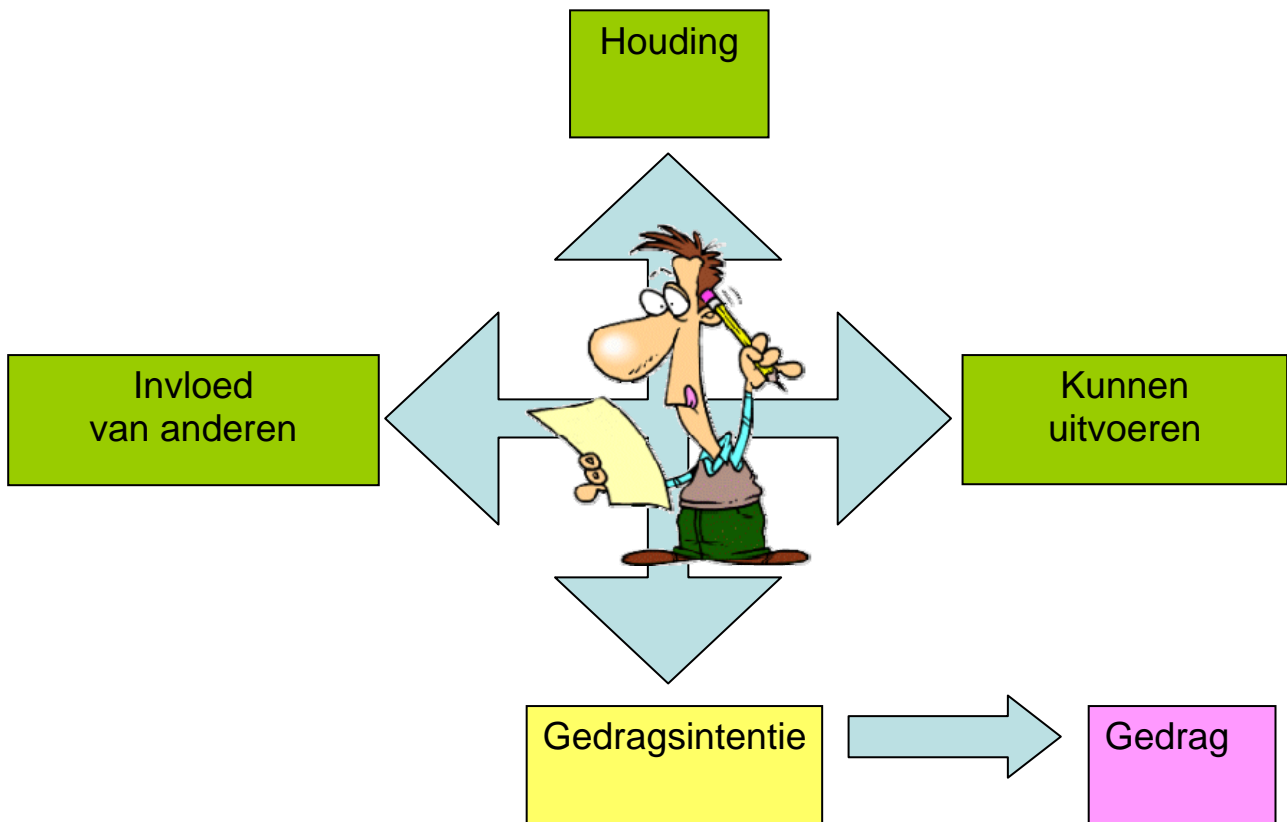 Houding
Invloed
van anderen
Kunnen
uitvoeren
Gedragsintentie
Gedrag